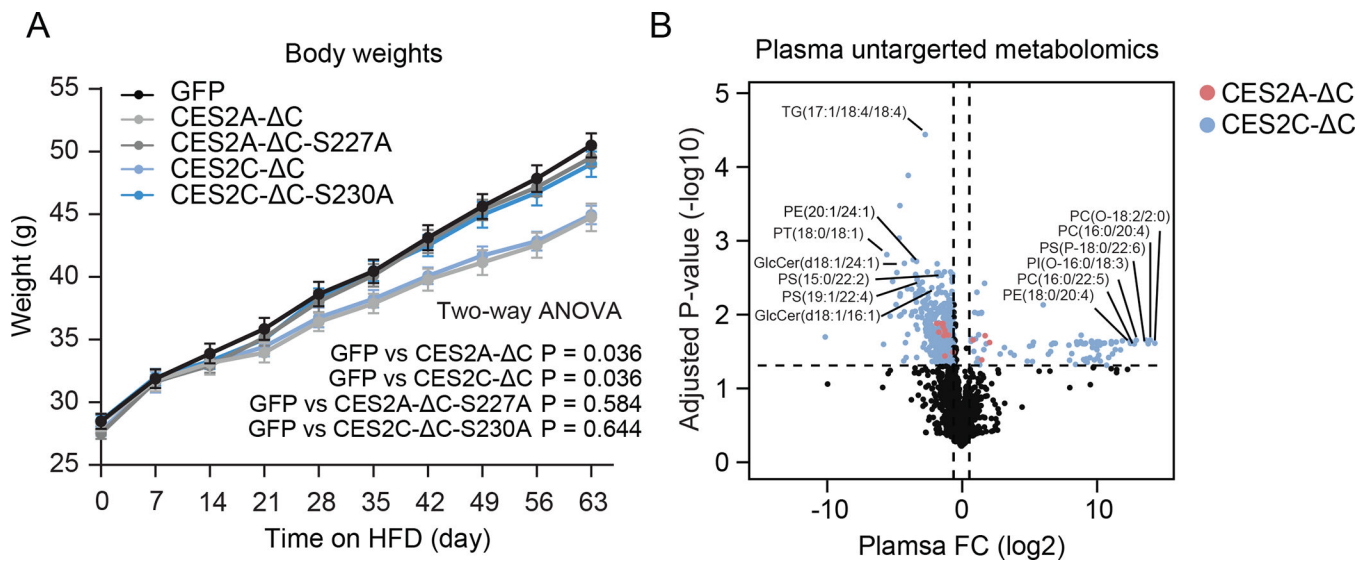 A
Body weights
55
50
45
40
35
30
25
Weight (g)
GFP
CES2A-ΔC
CES2A-ΔC-S227A
CES2C-ΔC
CES2C-ΔC-S230A
Two-way ANOVA
GFP vs CES2A-ΔC P = 0.036
GFP vs CES2C-ΔC P = 0.036
GFP vs CES2A-ΔC-S227A P = 0.584
GFP vs CES2C-ΔC-S230A P = 0.644
0 7 14 21 28 35 42 49 56 63
Time on HFD (day)
B
Plasma untargerted metabolomics
5
4
3
2
1
0
Adjusted P-value (-log10)
TG(17:1/18:4/18:4)
PE(20:1/24:1)
PT(18:0/18:1)
GlcCer(d18:1/24:1)
PS(15:0/22:2)
PS(19:1/22:4)
GlcCer(d18:1/16:1)
PC(O-18:2/2:0)
PC(16:0/20:4)
PS(P-18:0/22:6)
PI(O-16:0/18:3)
PC(16:0/22:5)
PE(18:0/20:4)
-10 0 10
Plamsa FC (log2)
CES2A-ΔC
CES2C-ΔC